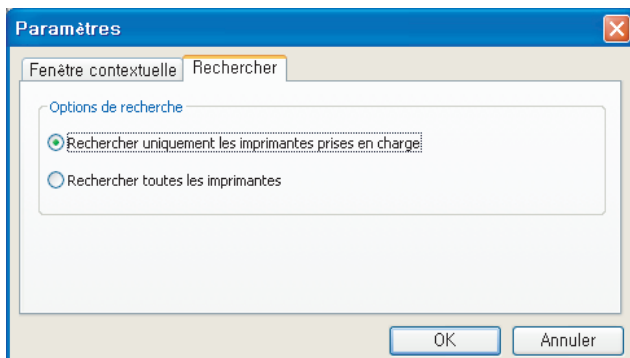 Paramètres
Fenêtre contextuelle Rechercher
Options de recherche
Rechercher uniquement les imprimantes prises en charge
Rechercher toutes les imprimantes
OK Annuler